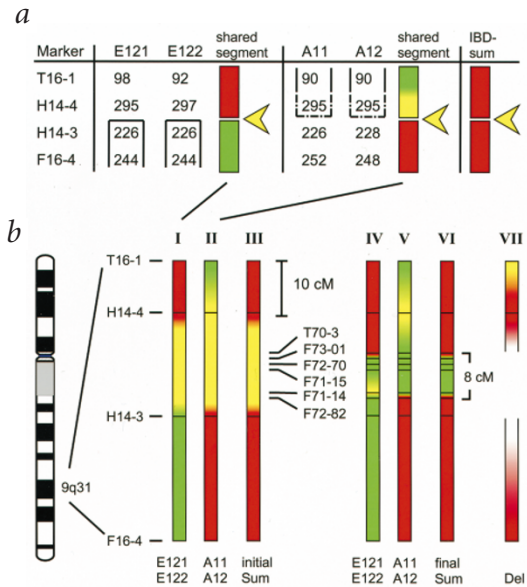 a
shared segment shared segment IBD-sum
Marker E121 E122 A11 A12
T16-1 98 92 90 90
H14-4 295 297 295 295
H14-3 226 226 226 228
F16-4 244 244 252 248
b
I II III IV V VI VII
T16-1
10 cM
H14-4
T70-3
F73-01
F72-70
F71-15
F71-14
F72-82
8 cM
H14-3
9q31
F16-4
E121 A11 initial E121 A11 final
E122 A12 Sum E122 A12 Sum Del